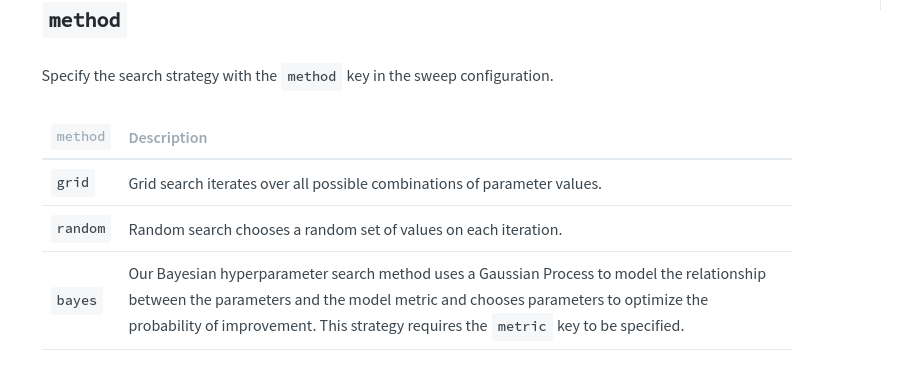 method
Specify the search strategy with the method key in the sweep configuration.
method Description
grid Grid search iterates over all possible combinations of parameter values.
random Random search chooses a random set of values on each iteration.
Our Bayesian hyperparameter search method uses a Gaussian Process to model the relationship
bayes between the parameters and the model metric and chooses parameters to optimize the
probability of improvement. This strategy requires the metric key to be specified.